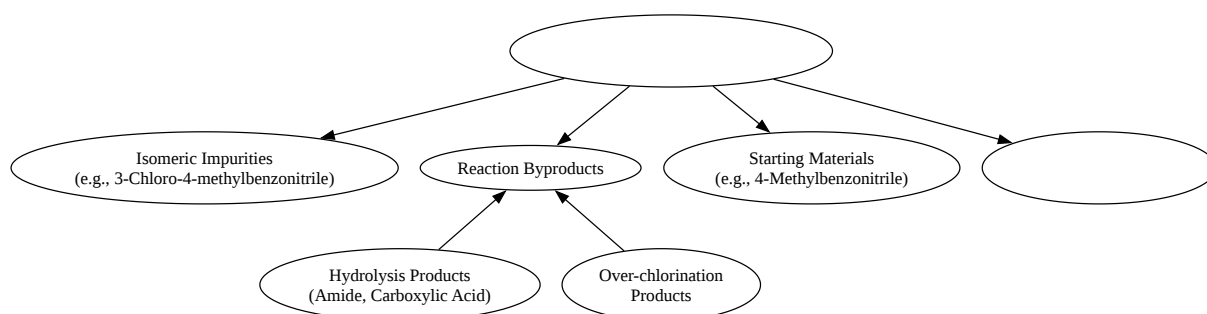 Isomeric Impurities
(e.g., 3-Chloro-4-methylbenzonitrile)
Reaction Byproducts
Starting Materials
(e.g., 4-Methylbenzonitrile)
Hydrolysis Products
(Amide, Carboxylic Acid)
Over-chlorination
Products